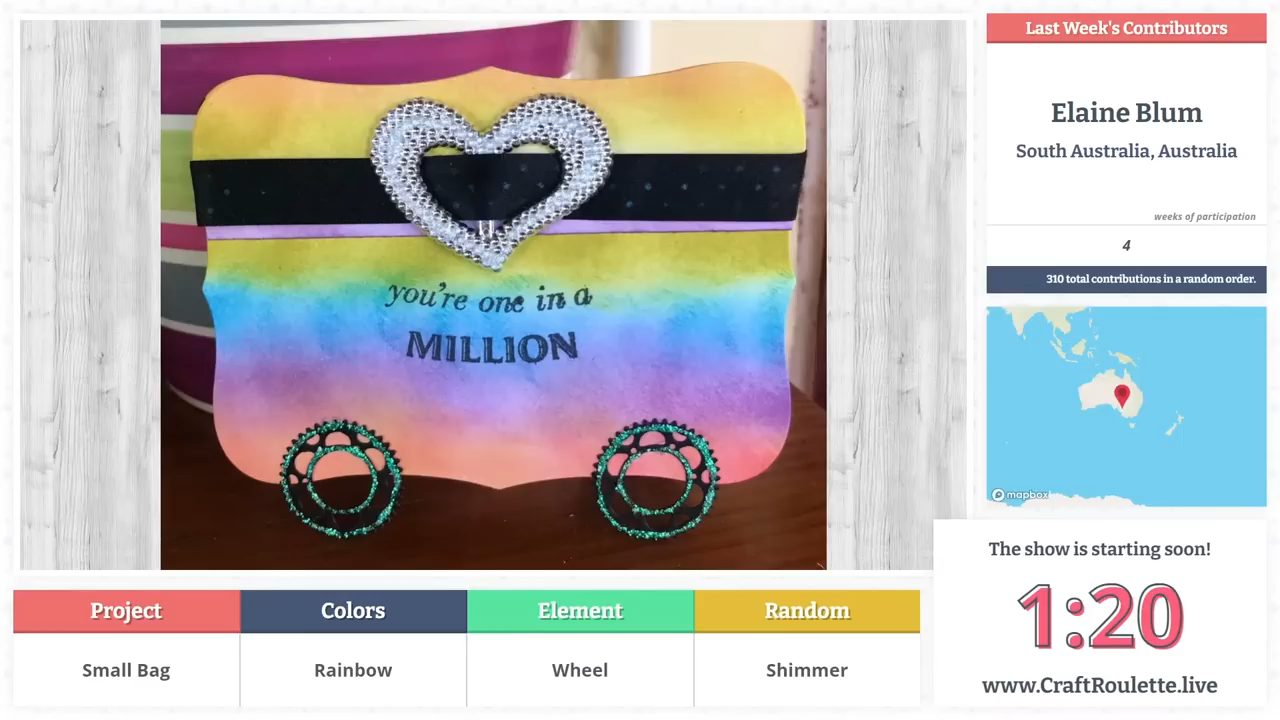 you're one in a
MILLION
Last Week's Contributors
Elaine Blum
South Australia, Australia
weeks of participation
4
310 total contributions in a random order.
mapbox
The show is starting soon!
1:20
www.CraftRoulette.live
Project
Colors
Element
Random
Small Bag
Rainbow
Wheel
Shimmer